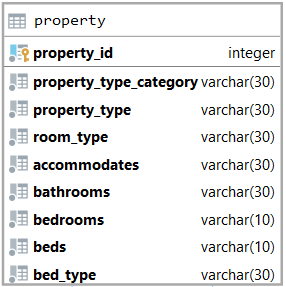 property
property_id integer
property_type_category varchar(30)
property_type varchar(30)
room_type varchar(30)
accommodates varchar(30)
bathrooms varchar(30)
bedrooms varchar(10)
beds varchar(10)
bed_type varchar(30)